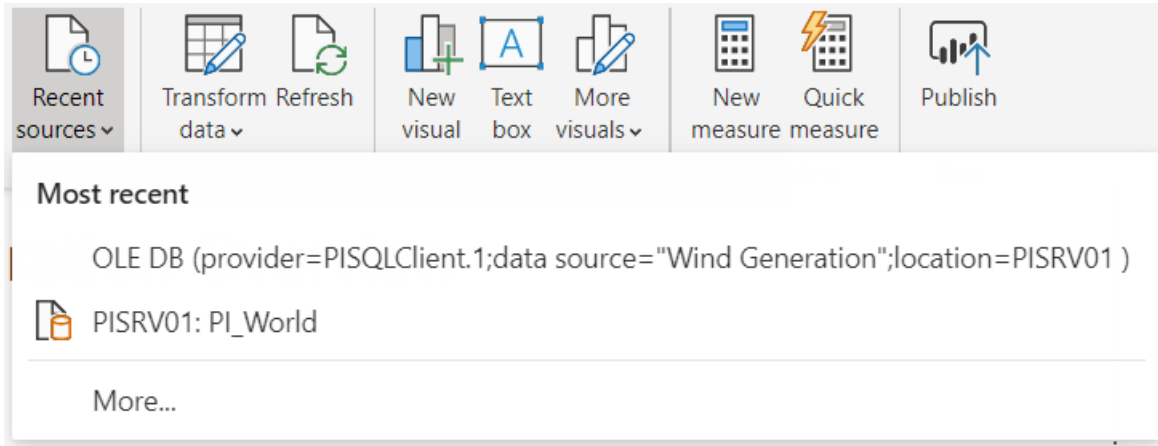 Recent
sources
Transform
data
Refresh
New
visual
A
Text
box
More
visuals
New
measure
Quick
measure
Publish
Most recent
OLE DB (provider=PISQLClient.1;data source="Wind Generation";location=PISRV01 )
PISRV01: PI_World
More...